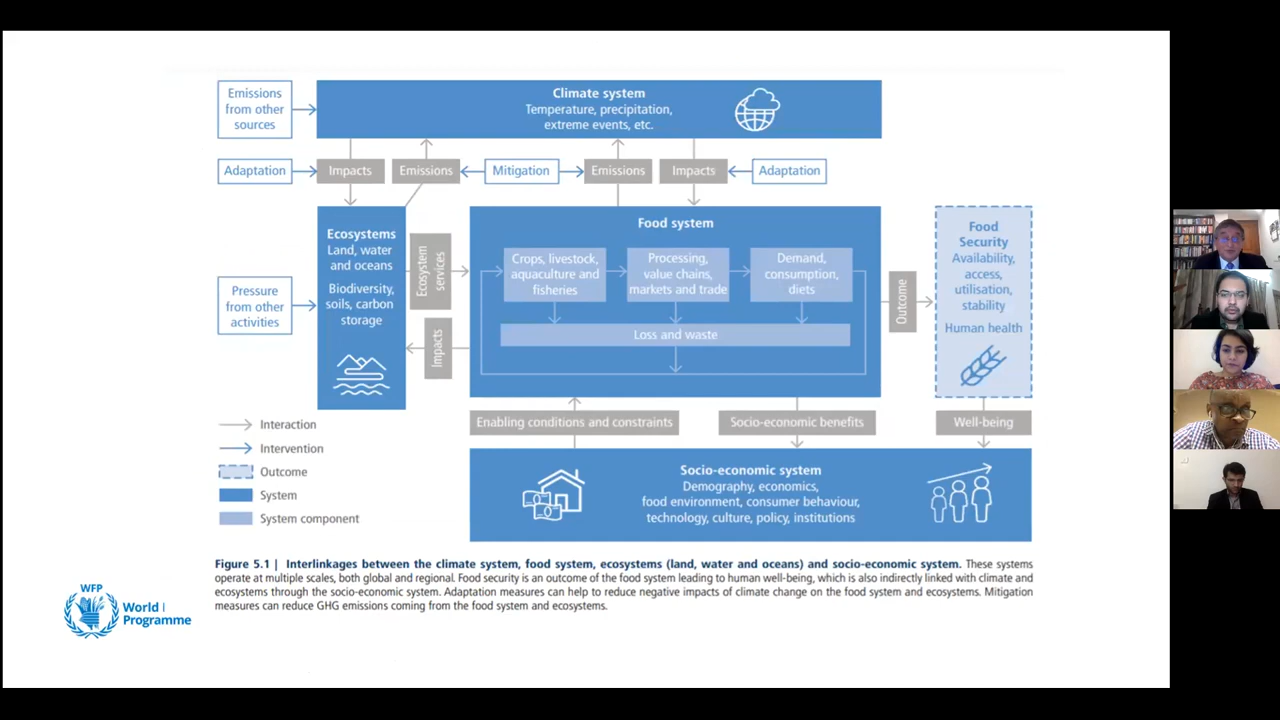 Emissions
from other
sources
Climate system
Temperature, precipitation,
extreme events, etc.
Adaptation
Impacts
Emissions
Mitigation
Emissions
Impacts
Adaptation
Ecosystems
Land, water
and oceans
Biodiversity,
soils, carbon
storage
Pressure
from other
activities
Ecosystem
services
Impacts
Food system
Crops, livestock,
aquaculture and
fisheries
Processing,
value chains,
markets and trade
Demand,
consumption,
diets
Loss and waste
Outcome
Food
Security
Availability,
access,
utilisation,
stability
Human health
Interaction
Intervention
Outcome
System
System component
Enabling conditions and constraints
Socio-economic benefits
Well-being
Socio-economic system
Demography, economics,
food environment, consumer behaviour,
technology, culture, policy, institutions
Figure 5.1 | Interlinkages between the climate system, food system, ecosystems (land, water and oceans) and socio-economic system. These systems
operate at multiple scales, both global and regional. Food security is an outcome of the food system leading to human well-being, which is also indirectly linked with climate and
ecosystems through the socio-economic system. Adaptation measures can help to reduce negative impacts of climate change on the food system and ecosystems. Mitigation
measures can reduce GHG emissions coming from the food system and ecosystems.
WFP
World
Programme